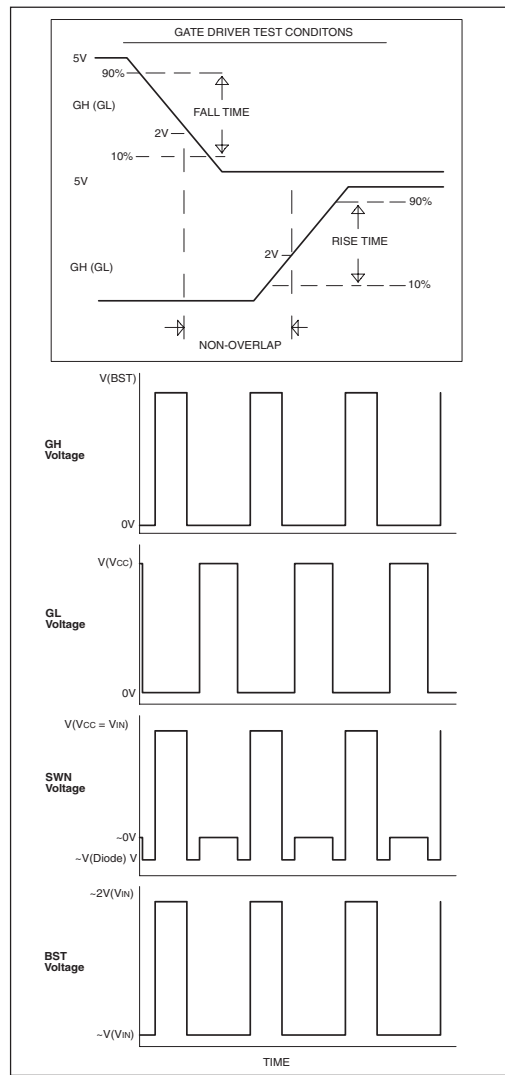 GATE DRIVER TEST CONDITONS
5V
90%
GH (GL)
FALL TIME
2V
10%
5V
90%
RISE TIME
2V
GH (GL)
10%
NON-OVERLAP
V(BST)
GH
Voltage
0V
V(VCC)
GL
Voltage
0V
V(VCC = VIN)
SWN
Voltage
~0V
~V(Diode) V
~2V(VIN)
BST
Voltage
~V(VIN)
TIME